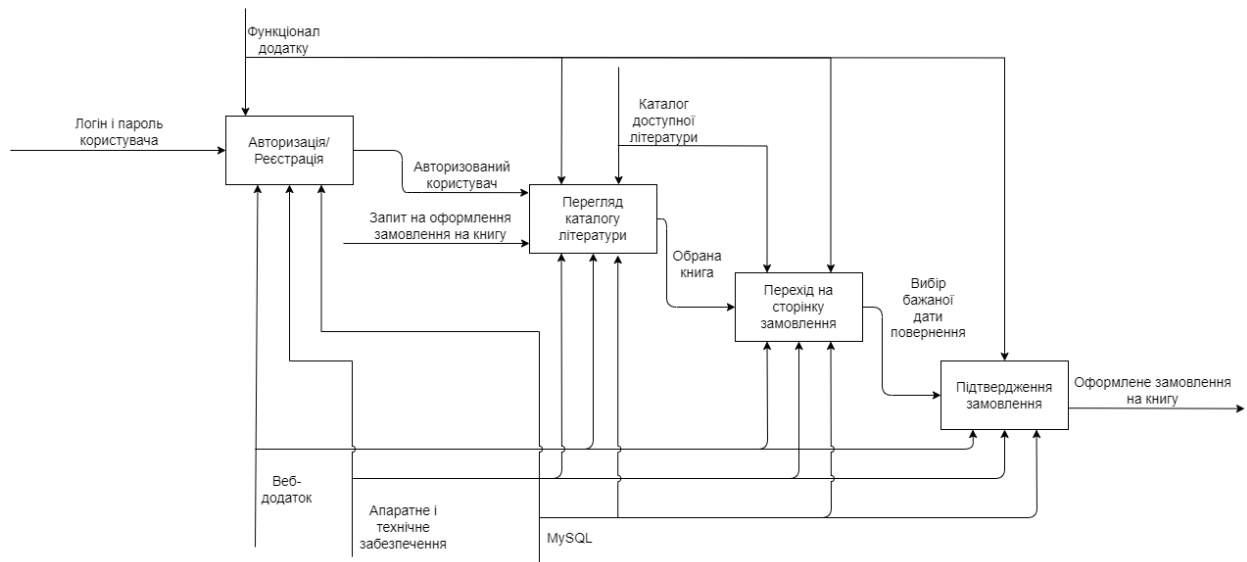 Функціонал
додатку
Логін і пароль
користувача
Авторизація/
Реєстрація
Каталог
доступної
літератури
Авторизований
користувач
Запит на оформлення
замовлення на книгу
Перегляд
каталогу
літератури
Обрана
книга
Перехід на
сторінку
замовлення
Вибір
бажаної
дати
повернення
Підтвердження
замовлення
Оформлене замовлення
на книгу
Веб-
додаток
Апаратне і
технічне
забезпечення
MySQL